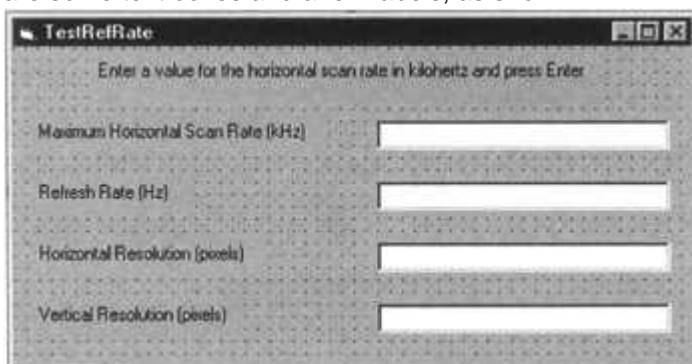 TestRefRate
Enter a value for the horizontal scan rate in kilohertz and press Enter
Maximum Horizontal Scan Rate (kHz)
Refresh Rate (Hz)
Horizontal Resolution (pixels)
Vertical Resolution (pixels)